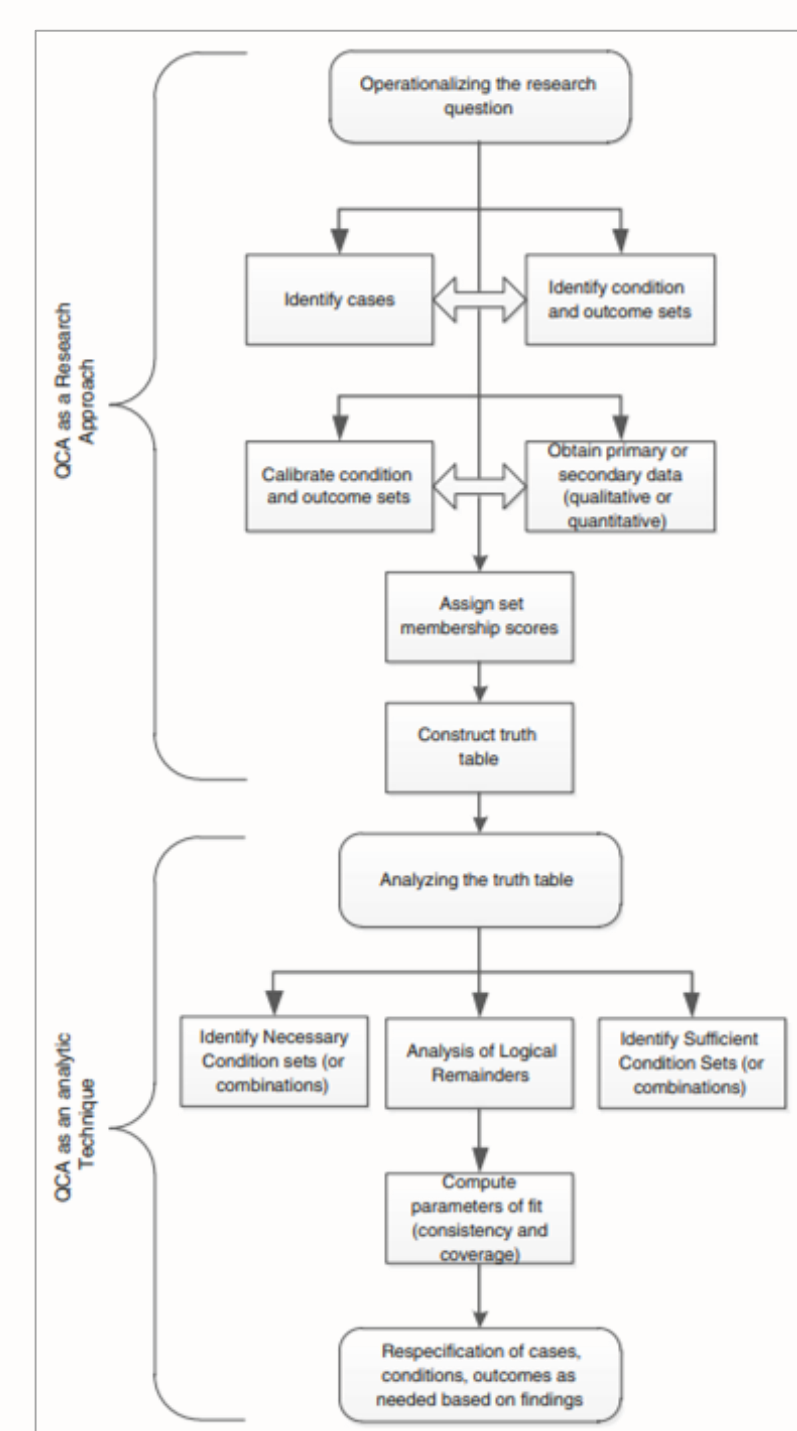 Operationalizing the research
question
Identify cases
Identify condition
and outcome sets
QCA as a Research
Approach
Calibrate condition
and outcome sets
Obtain primary or
secondary data
(qualitative or
quantitative)
Assign set
membership scores
Construct truth
table
Analyzing the truth table
Identify Necessary
Condition sets (or
combinations)
Analysis of Logical
Remainders
Identify Sufficient
Condition Sets (or
combinations)
QCA as an analytic
Technique
Compute
parameters of fit
(consistency and
coverage)
Respecification of cases,
conditions, outcomes as
needed based on findings